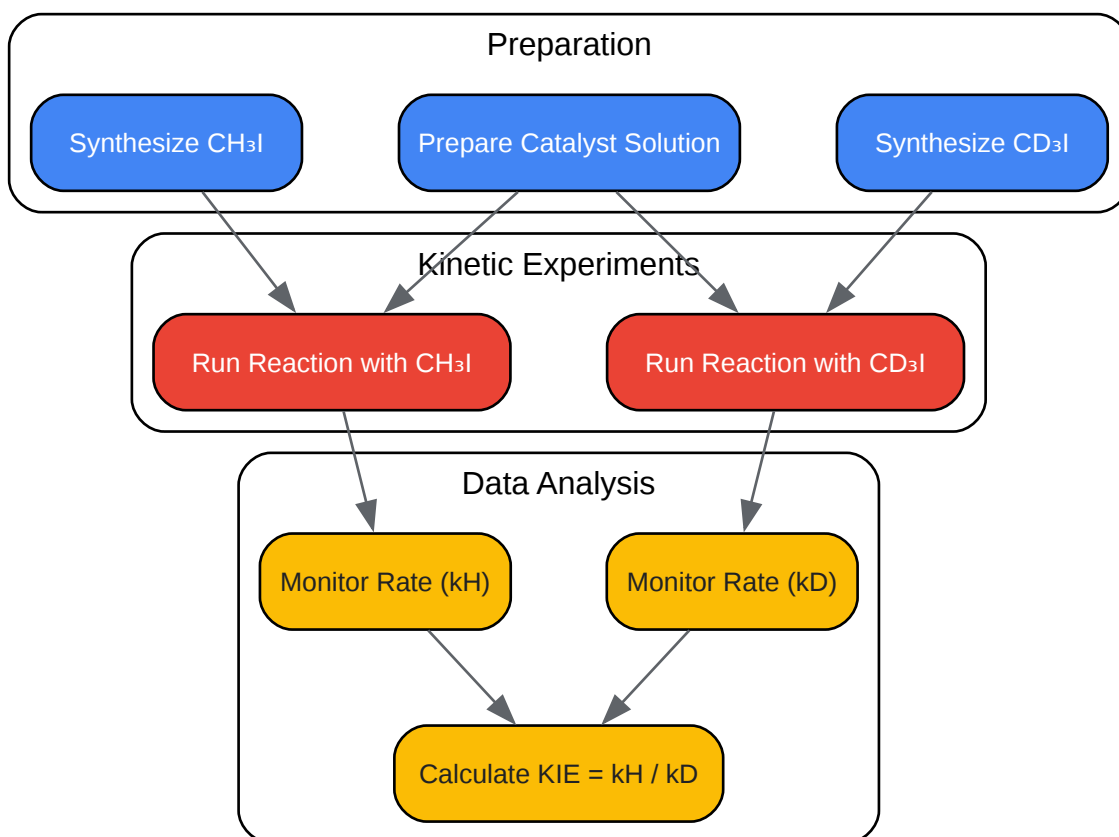 Preparation
Synthesize CH₃I
Prepare Catalyst Solution
Synthesize CD₃I
Kinetic Experiments
Run Reaction with CH₃I
Run Reaction with CD₃I
Data Analysis
Monitor Rate (kH)
Monitor Rate (kD)
Calculate KIE = kH / kD